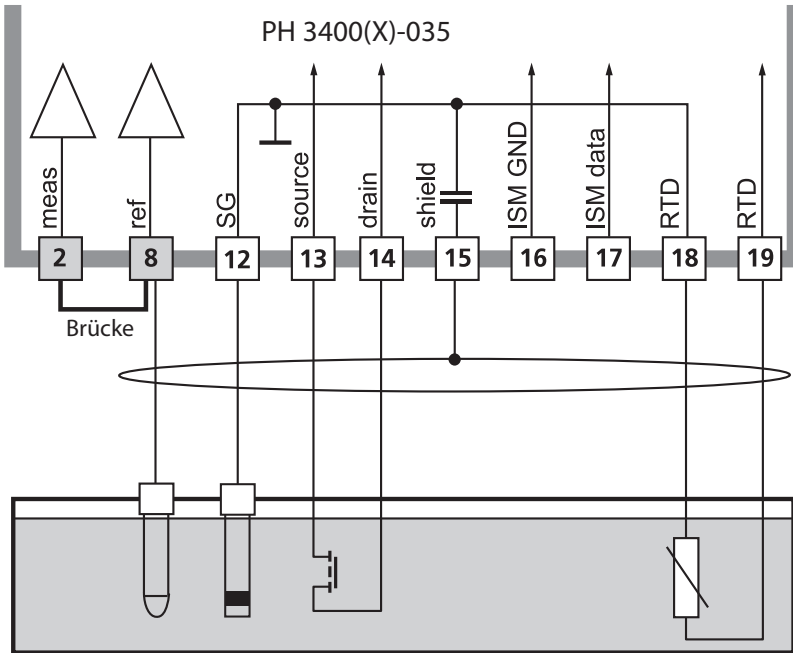 PH 3400(X)-035
meas
ref
SG
source
drain
shield
ISM GND
ISM data
RTD
RTD
2
8
12
13
14
15
16
17
18
19
Brücke